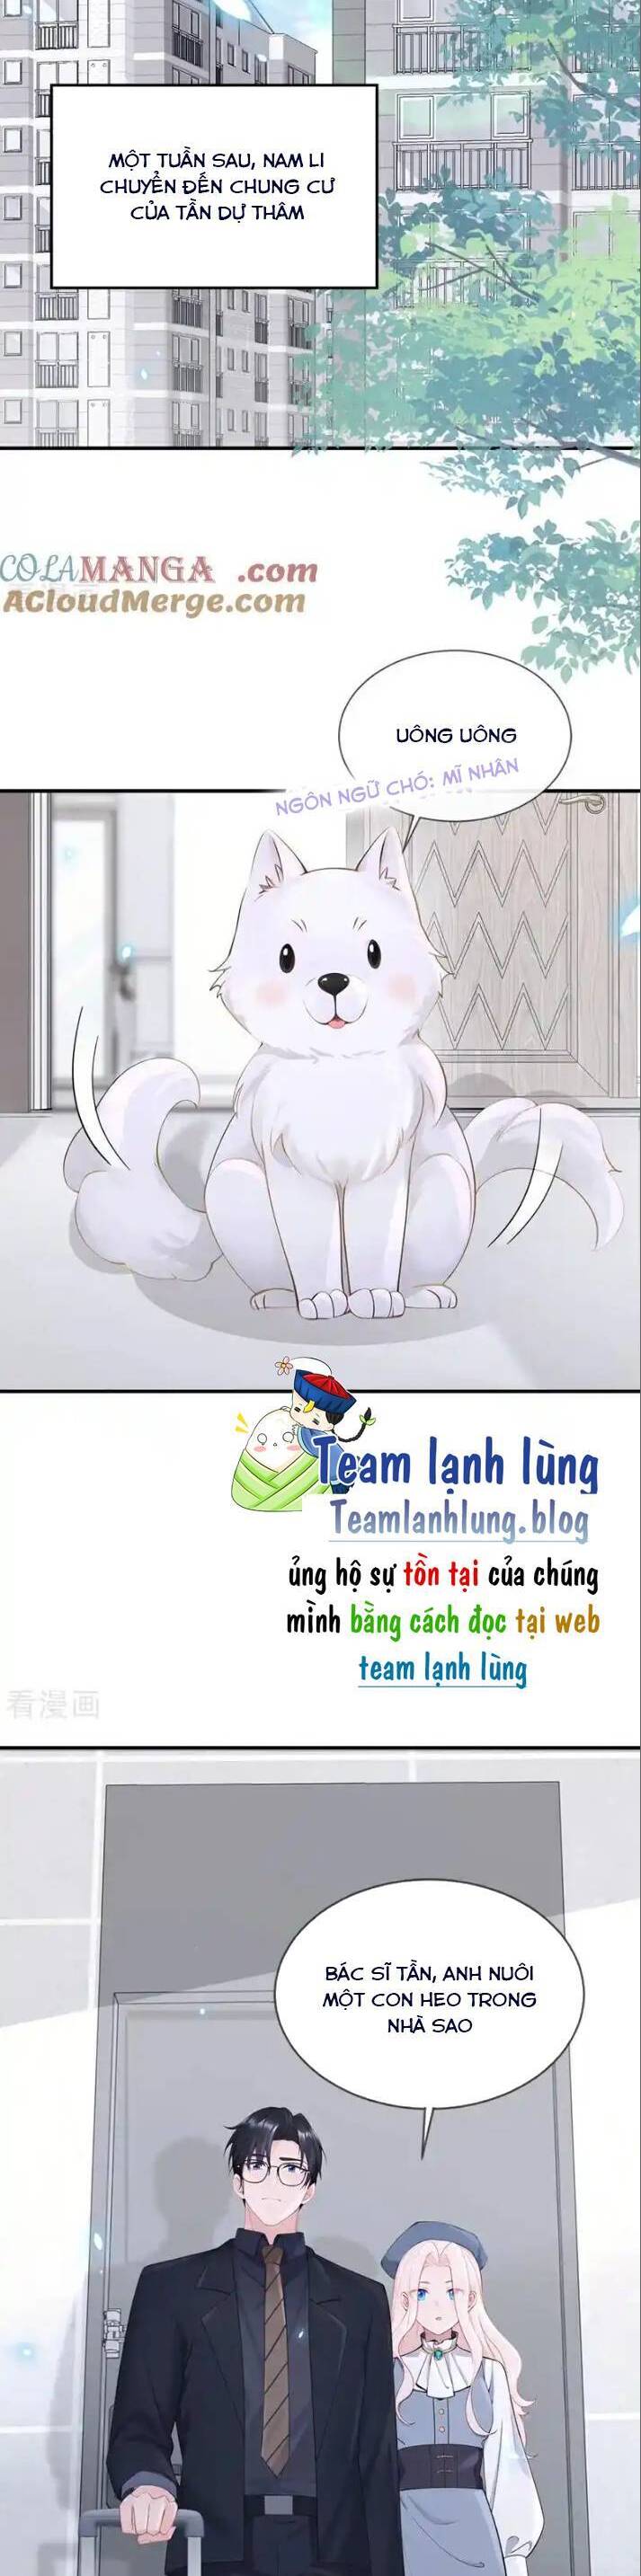 MỘT TUẦN SAU, NAM LI
CHUYỂN ĐẾN CHUNG CƯ
CỦA TẦN DỰ THÂM
COLAMANGA .com
ACloudMerge.com
UÔNG UÔNG
NGÔN NGỮ CHÓ: MĨ NHÂN
Team lạnh lùng
Teamlanhlung.blog
ủng hộ sự tồn tại của chúng
mình bằng cách đọc tại web
team lạnh lùng
看漫画
BÁC SĨ TẦN, ANH NUÔI
MỘT CON HEO TRONG
NHÀ SAO